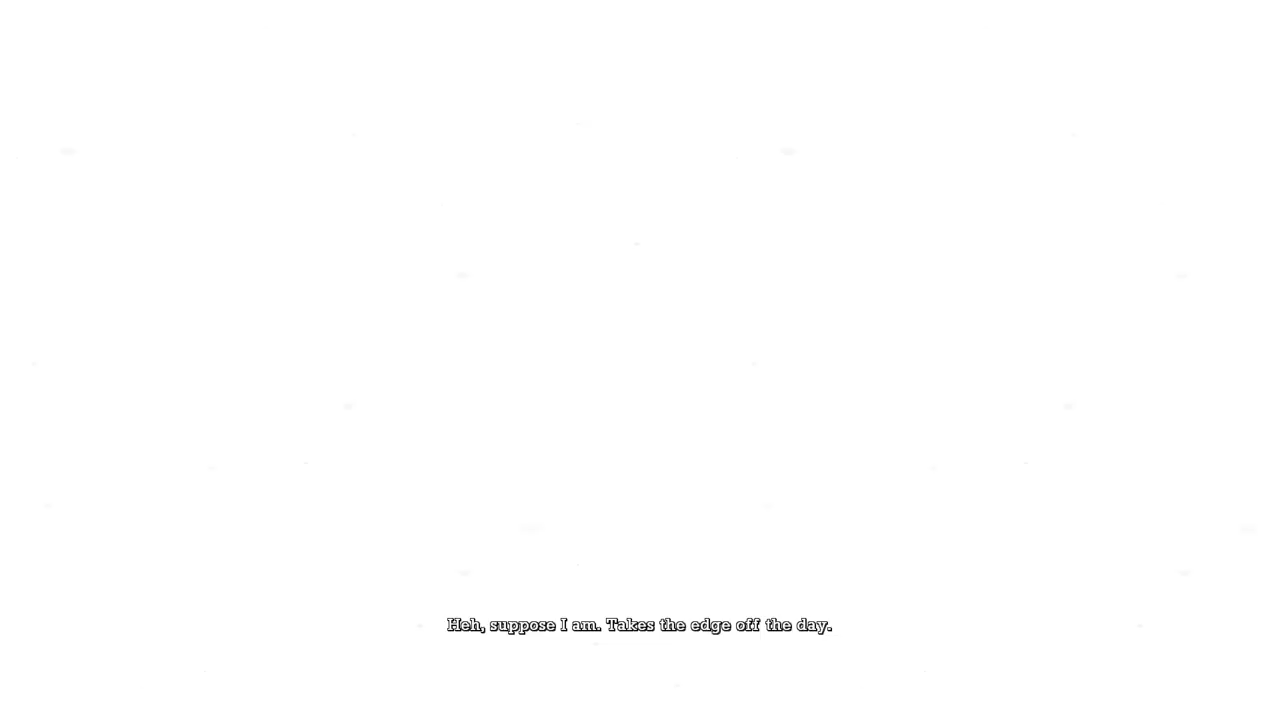 Heh, suppose I am. Takes the edge off the day.